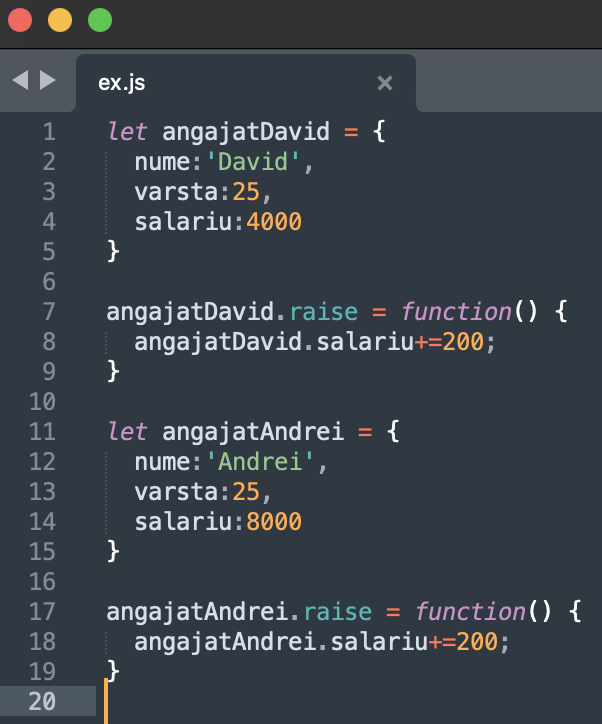 ex.js
1 let angajatDavid = {
2   nume:'David',
3   varsta:25,
4   salariu:4000
5 }
6
7 angajatDavid.raise = function() {
8   angajatDavid.salariu+=200;
9 }
10
11 let angajatAndrei = {
12   nume:'Andrei',
13   varsta:25,
14   salariu:8000
15 }
16
17 angajatAndrei.raise = function() {
18   angajatAndrei.salariu+=200;
19 }
20